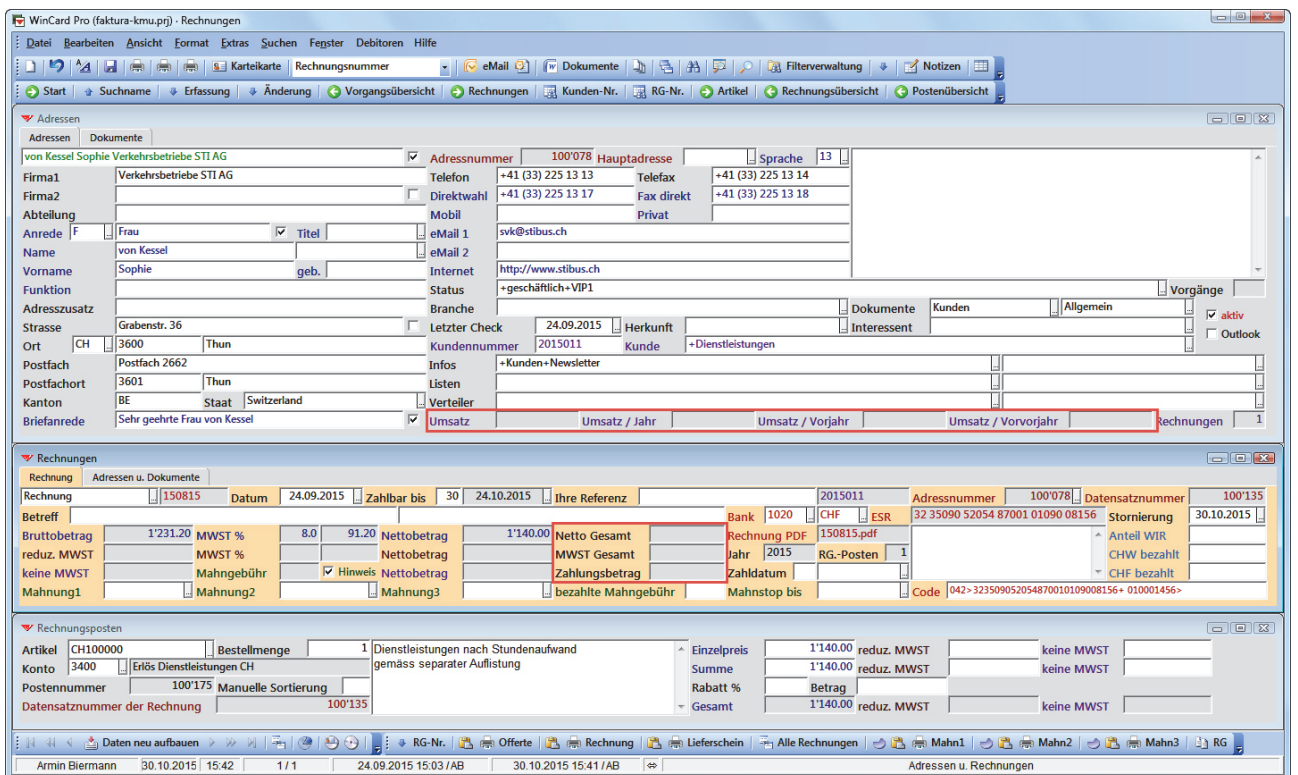 WinCard Pro (faktura-kmu.prj) - Rechnungen
Datei Bearbeiten Ansicht Format Extras Suchen Fenster Debitoren Hilfe
Karteikarte Rechnungsnummer eMail Dokumente Filterverwaltung Notizen
Start Suchname Erfassung Änderung Vorgangsübersicht Rechnungen Kunden-Nr. RG-Nr. Artikel Rechnungsübersicht Postenübersicht
Adressen
Adressen Dokumente
von Kessel Sophie Verkehrsbetriebe STI AG Adressnummer 100'078 Hauptadresse Sprache 13
Firma1 Verkehrsbetriebe STI AG Telefon +41 (33) 225 13 13 Telefax +41 (33) 225 13 14
Firma2 Direktwahl +41 (33) 225 13 17 Fax direkt +41 (33) 225 13 18
Abteilung Mobil Privat
Anrede F Frau Titel eMail 1 svk@stibus.ch
Name von Kessel eMail 2
Vorname Sophie geb. Internet http://www.stibus.ch
Funktion Status +geschäftlich+VIP1 Vorgänge
Adresszusatz Branche Dokumente Kunden Allgemein aktiv
Strasse Grabenstr. 36 Letzter Check 24.09.2015 Herkunft Interessent Outlook
Ort CH 3600 Thun Kundennummer 2015011 Kunde +Dienstleistungen
Postfach Postfach 2662 Infos +Kunden+Newsletter
Postfachort 3601 Thun Listen
Kanton BE Staat Switzerland Verteiler
Briefanrede Sehr geehrte Frau von Kessel Umsatz Umsatz / Jahr Umsatz / Vorjahr Umsatz / Vorvorjahr Rechnungen 1
Rechnungen
Rechnung Adressen u. Dokumente
Rechnung 150815 Datum 24.09.2015 Zahlbar bis 30 24.10.2015 Ihre Referenz 2015011 Adressnummer 100'078 Datensatznummer 100'135
Betreff Bank 1020 CHF ESR 32 35090 52054 87001 01090 08156 Stornierung 30.10.2015
Bruttobetrag 1'231.20 MWST % 8.0 91.20 Nettobetrag 1'140.00 Netto Gesamt Rechnung PDF 150815.pdf Anteil WIR
reduz. MWST MWST % Nettobetrag MWST Gesamt Jahr 2015 RG.-Posten 1 CHW bezahlt
keine MWST Mahngebühr Hinweis Nettobetrag Zahlungsbetrag Zahldatum CHF bezahlt
Mahnung1 Mahnung2 Mahnung3 bezahlte Mahngebühr Mahnstop bis Code 042>323509052054870010109008156+ 010001456>
Rechnungsposten
Artikel CH100000 Bestellmenge 1 Dienstleistungen nach Stundenaufwand Einzelpreis 1'140.00 reduz. MWST keine MWST
Konto 3400 Erlös Dienstleistungen CH gemäss separater Auflistung Summe 1'140.00 reduz. MWST keine MWST
Postennummer 100'175 Manuelle Sortierung Rabatt % Betrag
Datensatznummer der Rechnung 100'135 Gesamt 1'140.00 reduz. MWST keine MWST
Daten neu aufbauen RG-Nr. Offerte Rechnung Lieferschein Alle Rechnungen Mahn1 Mahn2 Mahn3 RG
Armin Biermann 30.10.2015 15:42 1 / 1 24.09.2015 15:03 /AB 30.10.2015 15:41 /AB Adressen u. Rechnungen